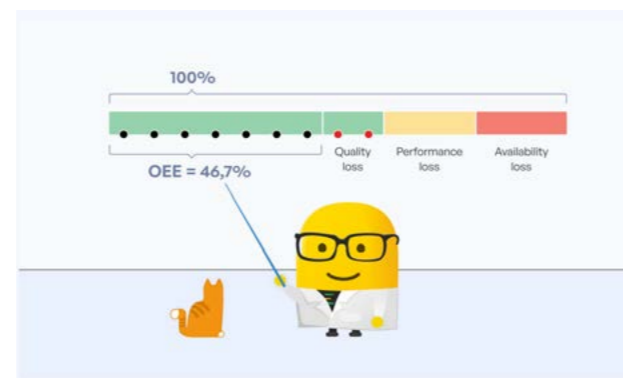 100%
Quality
loss
Performance
loss
Availability
loss
OEE = 46,7%